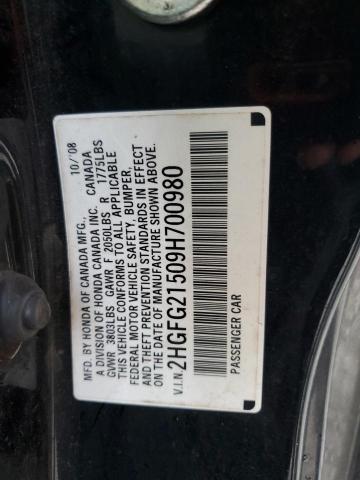 MFD. BY HONDA OF CANADA MFG., 10/'08
A DIVISION OF HONDA CANADA INC. CANADA
GVWR 3803LBS GAWR F 2050LBS R 1775LBS
THIS VEHICLE CONFORMS TO ALL APPLICABLE
FEDERAL MOTOR VEHICLE SAFETY, BUMPER,
AND THEFT PREVENTION STANDARDS IN EFFECT
ON THE DATE OF MANUFACTURE SHOWN ABOVE.
V.I.N. 2HGFG21509H700980
PASSENGER CAR